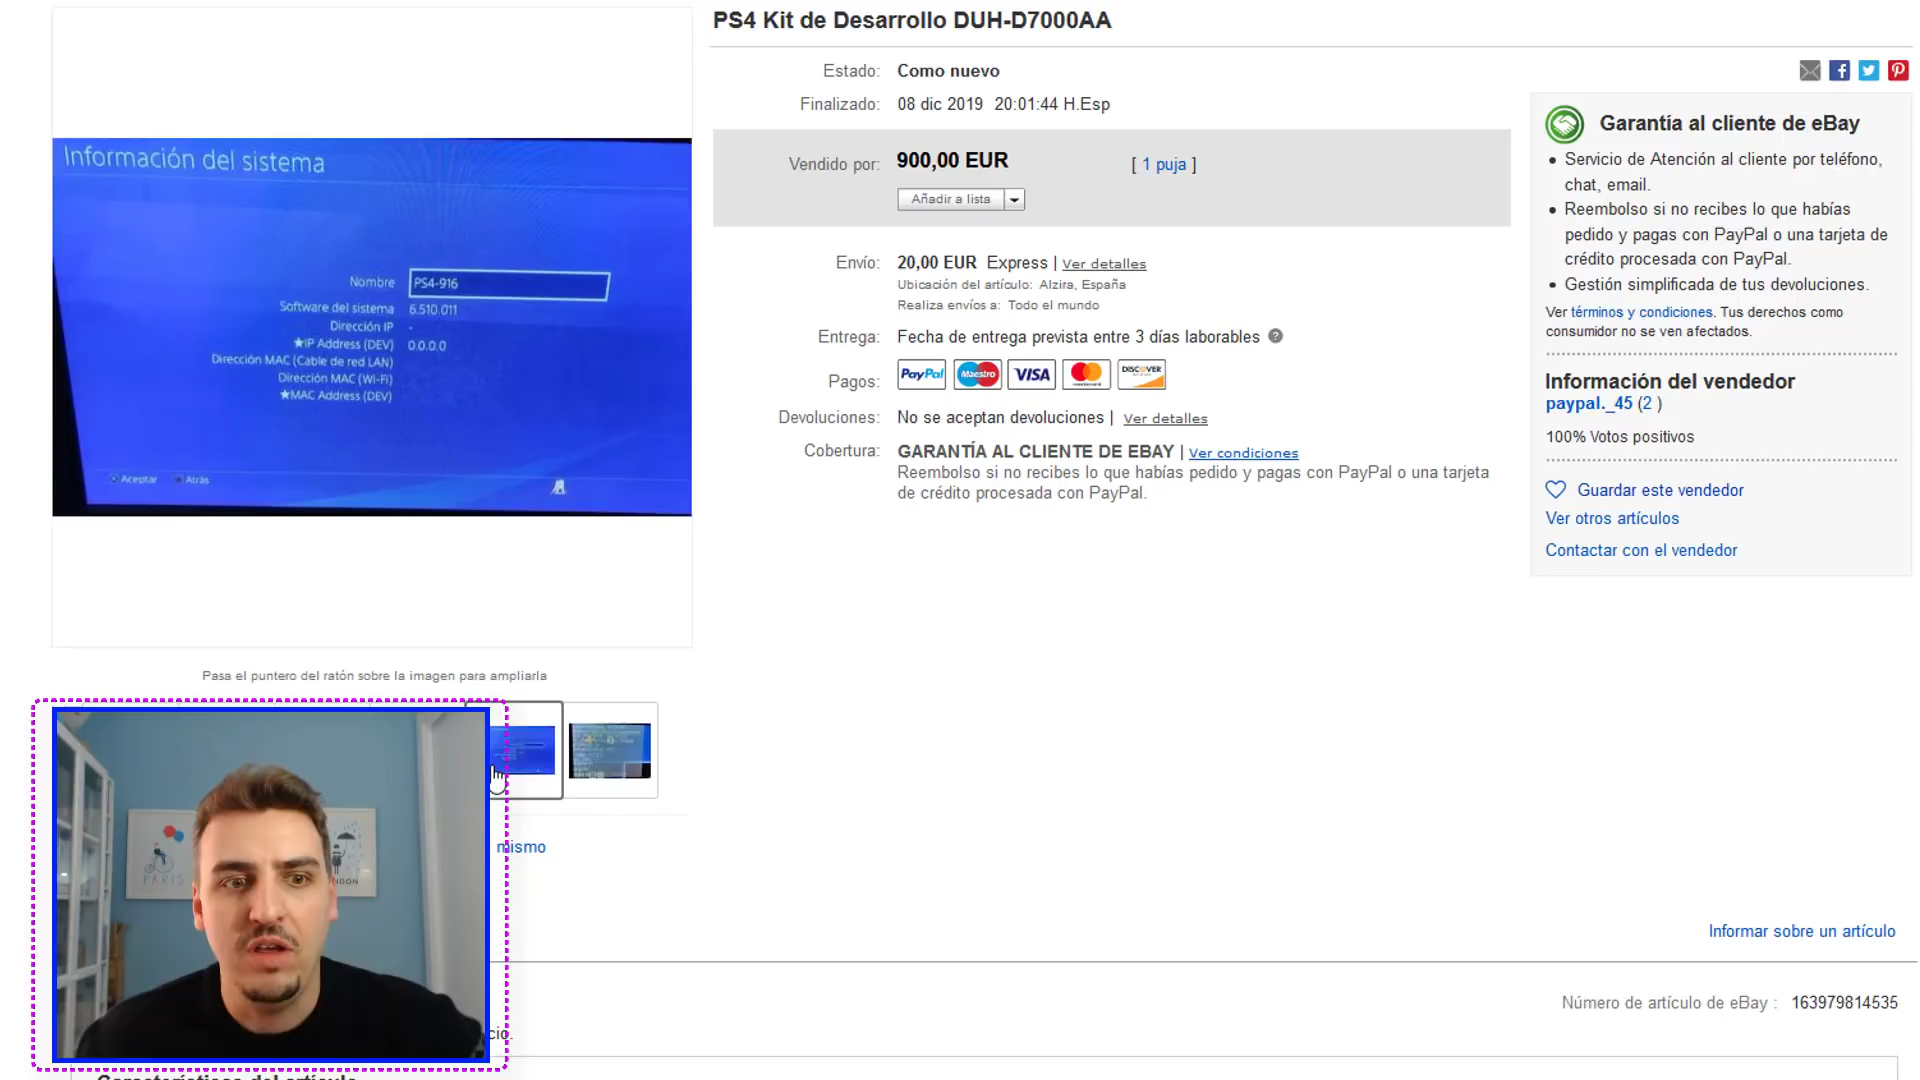 PS4 Kit de Desarrollo DUH-D7000AA
Estado: Como nuevo
Finalizado: 08 dic 2019 20:01:44 H.Esp
Vendido por: 900,00 EUR [ 1 puja ]
Añadir a lista
Envío: 20,00 EUR Express | Ver detalles
Ubicación del artículo: Alzira, España
Realiza envíos a: Todo el mundo
Entrega: Fecha de entrega prevista entre 3 días laborables
Pagos: PayPal Maestro VISA mastercard DISCOVER
Devoluciones: No se aceptan devoluciones | Ver detalles
Cobertura: GARANTÍA AL CLIENTE DE EBAY | Ver condiciones
Reembolso si no recibes lo que habías pedido y pagas con PayPal o una tarjeta
de crédito procesada con PayPal.
Garantía al cliente de eBay
Servicio de Atención al cliente por teléfono,
chat, email.
Reembolso si no recibes lo que habías
pedido y pagas con PayPal o una tarjeta de
crédito procesada con PayPal.
Gestión simplificada de tus devoluciones.
Ver términos y condiciones. Tus derechos como
consumidor no se ven afectados.
Información del vendedor
paypal._45 (2 )
100% Votos positivos
Guardar este vendedor
Ver otros artículos
Contactar con el vendedor
Información del sistema
Nombre PS4-916
Software del sistema 6.510.011
Dirección IP -
★IP Address (DEV) 0.0.0.0
Dirección MAC (Cable de red LAN)
Dirección MAC (Wi-Fi)
★MAC Address (DEV)
Aceptar Atrás
Pasa el puntero del ratón sobre la imagen para ampliarla
mismo
PARIS
NDON
Informar sobre un artículo
Número de artículo de eBay : 163979814535
cio.
Características del artículo